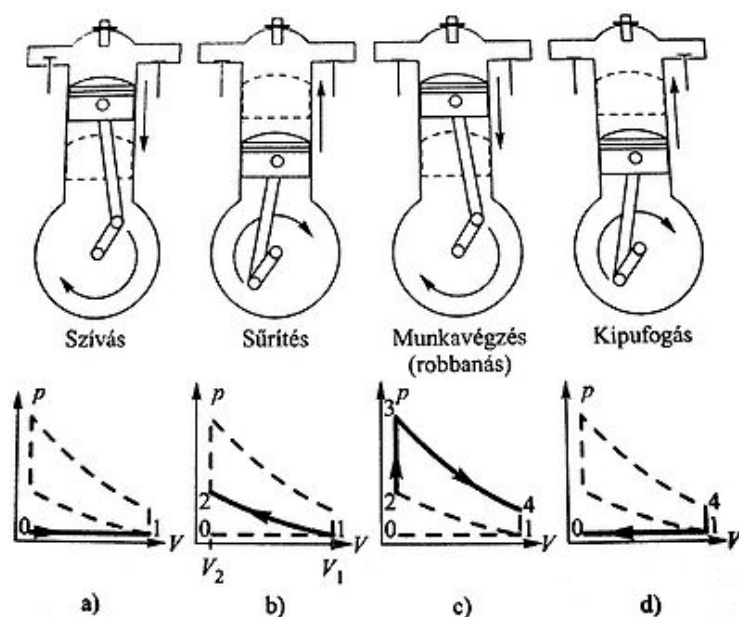 Szívás
Sűrítés
Munkavégzés
(robbanás)
Kipufogás
p
0
1
V
p
2
0
1
V
V₂
V₁
p
3
2
0
4
1
V
p
4
0
1
V
a)
b)
c)
d)